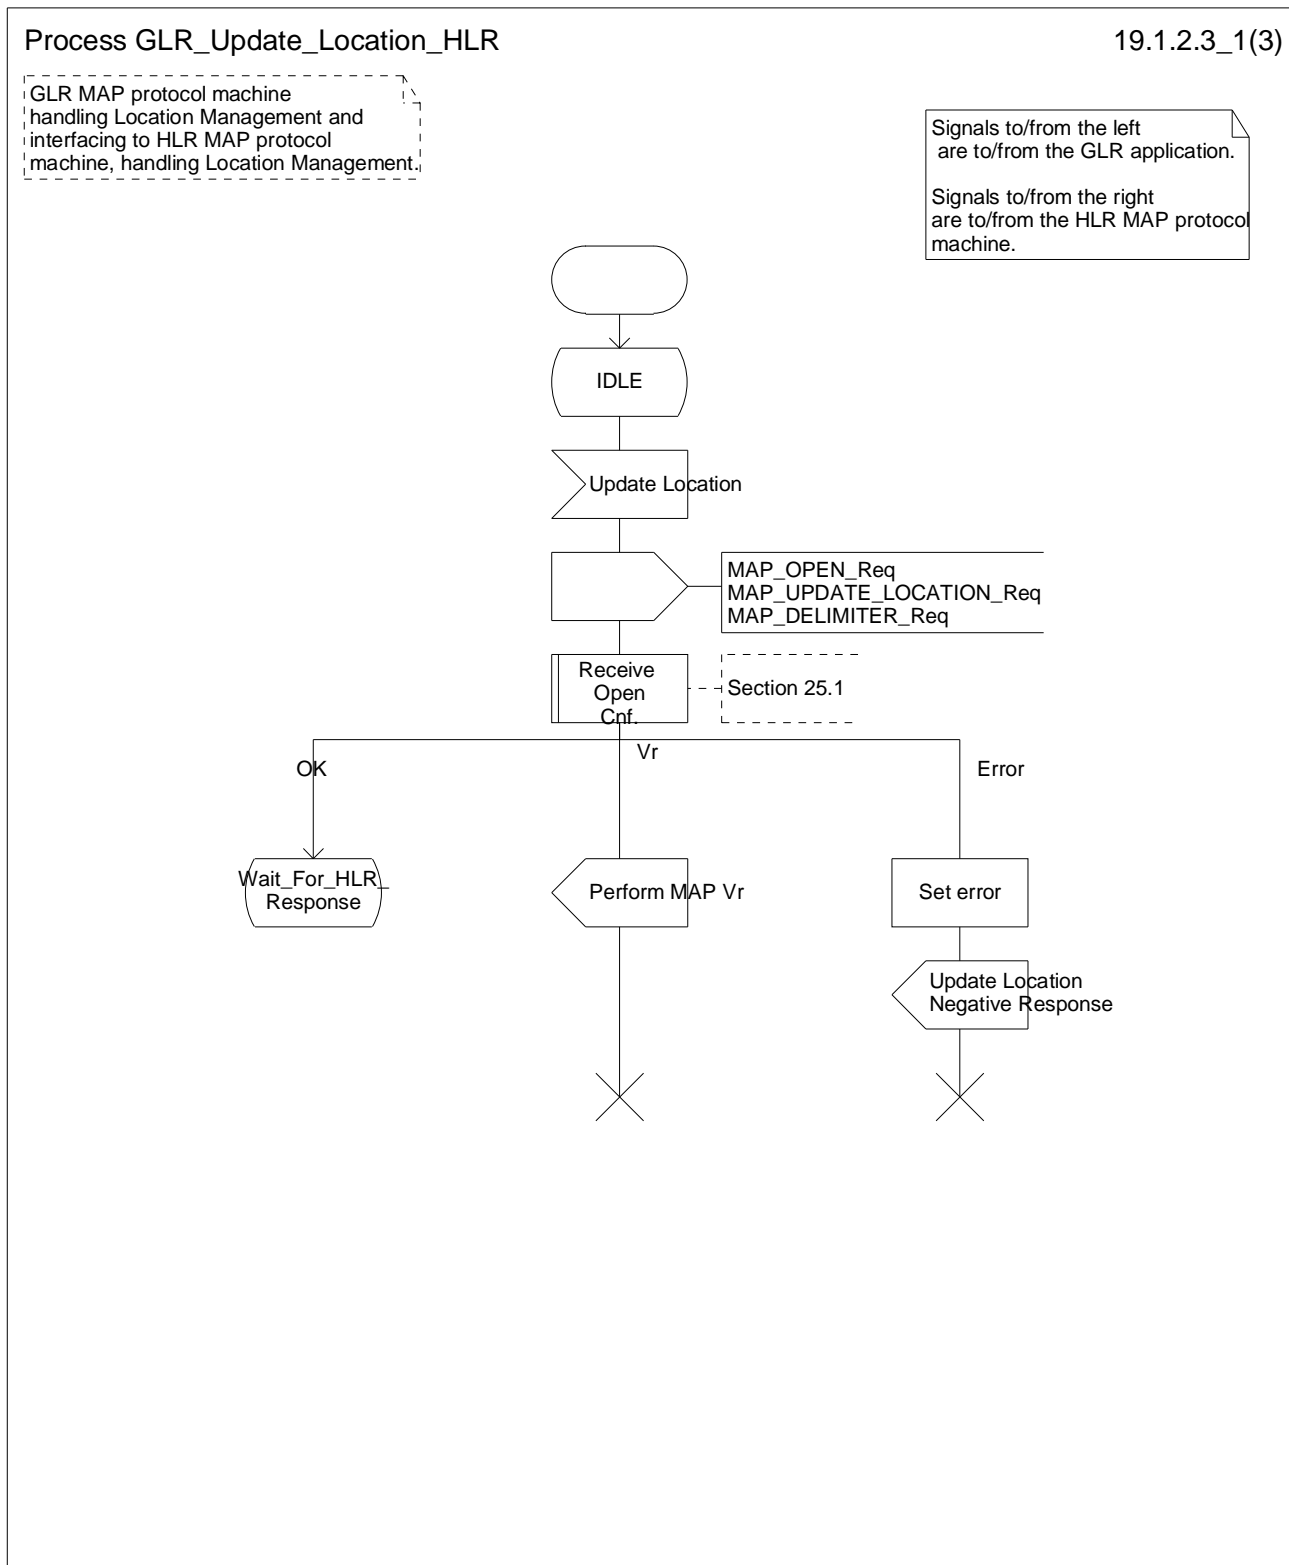 Process GLR_Update_Location_HLR
19.1.2.3_1(3)
GLR MAP protocol machine
handling Location Management and
interfacing to HLR MAP protocol
machine, handling Location Management.
Signals to/from the left
are to/from the GLR application.
Signals to/from the right
are to/from the HLR MAP protocol
machine.
IDLE
Update Location
MAP_OPEN_Req
MAP_UPDATE_LOCATION_Req
MAP_DELIMITER_Req
Receive
Open
Cnf.
Section 25.1
OK
Vr
Error
Wait_For_HLR_
Response
Perform MAP Vr
Set error
Update Location
Negative Response